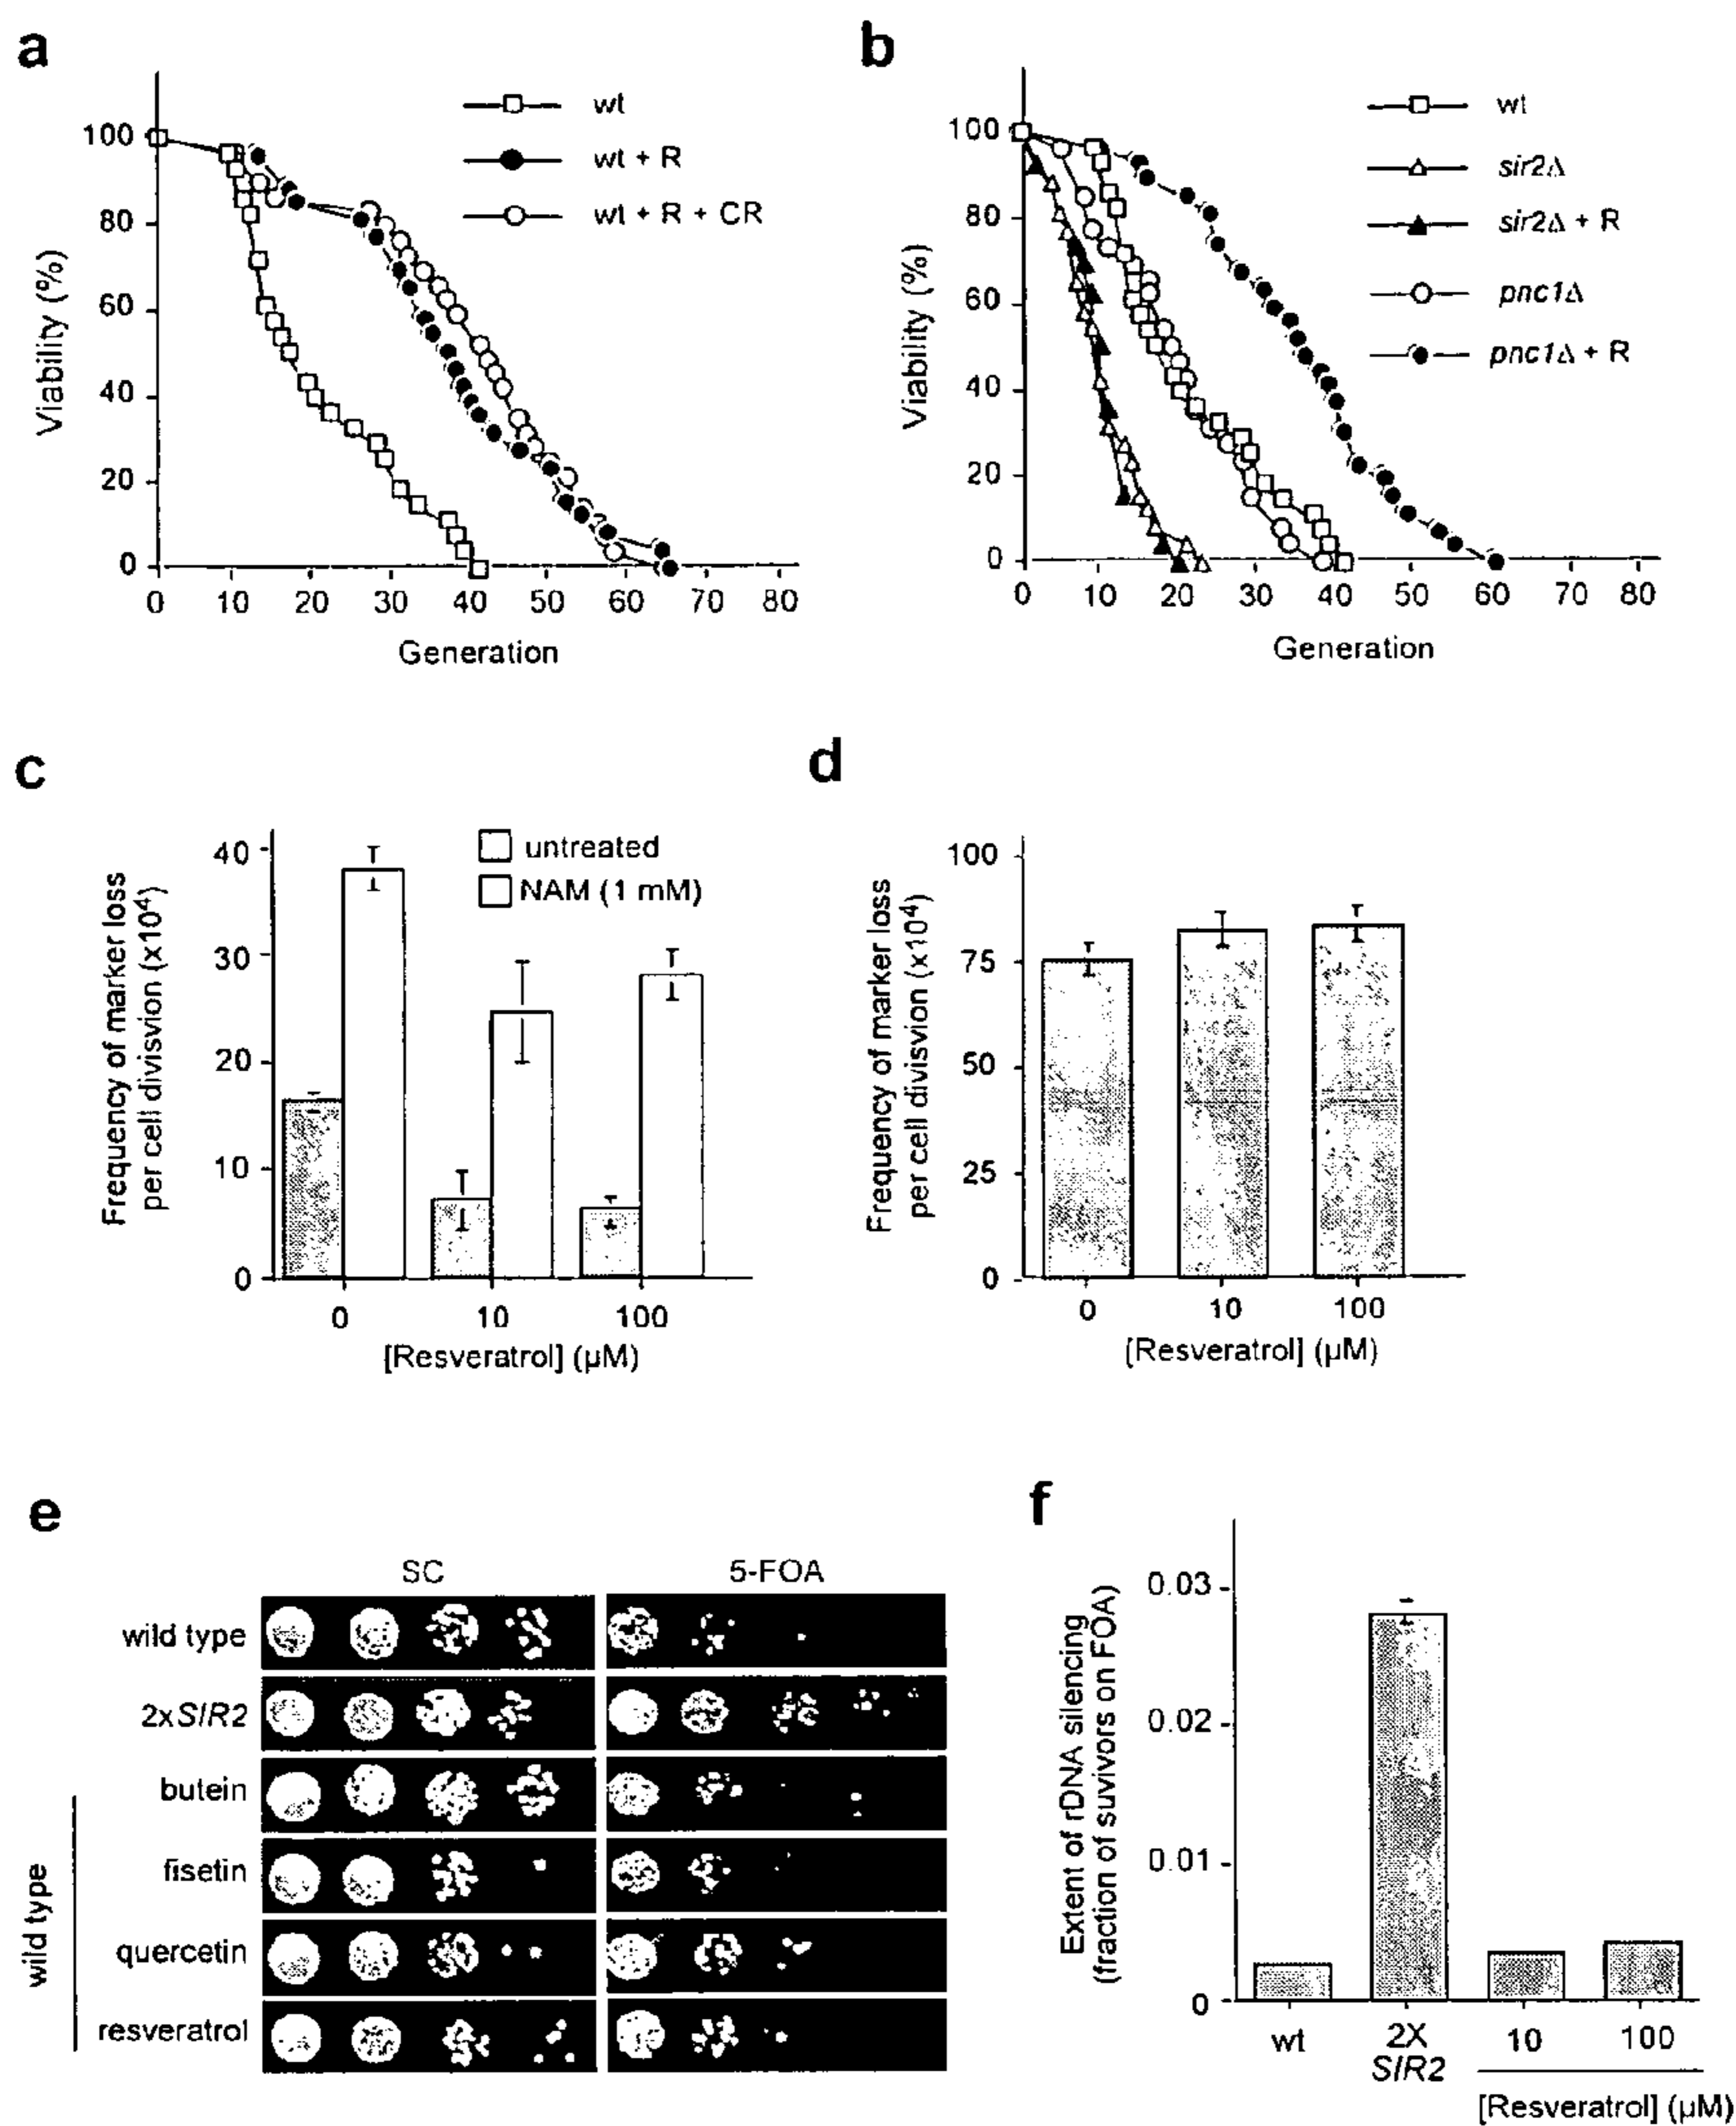 a
wt
wt + R
wt + R + CR
100
80
60
40
20
0
Viability (%)
0 10 20 30 40 50 60 70 80
Generation
b
wt
sir2Δ
sir2Δ + R
pnc1Δ
pnc1Δ + R
100
80
60
40
20
0
Viability (%)
0 10 20 30 40 50 60 70 80
Generation
c
untreated
NAM (1 mM)
40
30
20
10
0
Frequency of marker loss
per cell divisvion (x10⁴)
0 10 100
[Resveratrol] (µM)
d
100
75
50
25
0
Frequency of marker loss
per cell divisvion (x10⁴)
0 10 100
[Resveratrol] (µM)
e
SC 5-FOA
wild type
2xSIR2
butein
fisetin
quercetin
resveratrol
wild type
f
0.03
0.02
0.01
0
Extent of rDNA silencing
(fraction of suvivors on FOA)
wt 2X 10 100
SIR2
[Resveratrol] (µM)